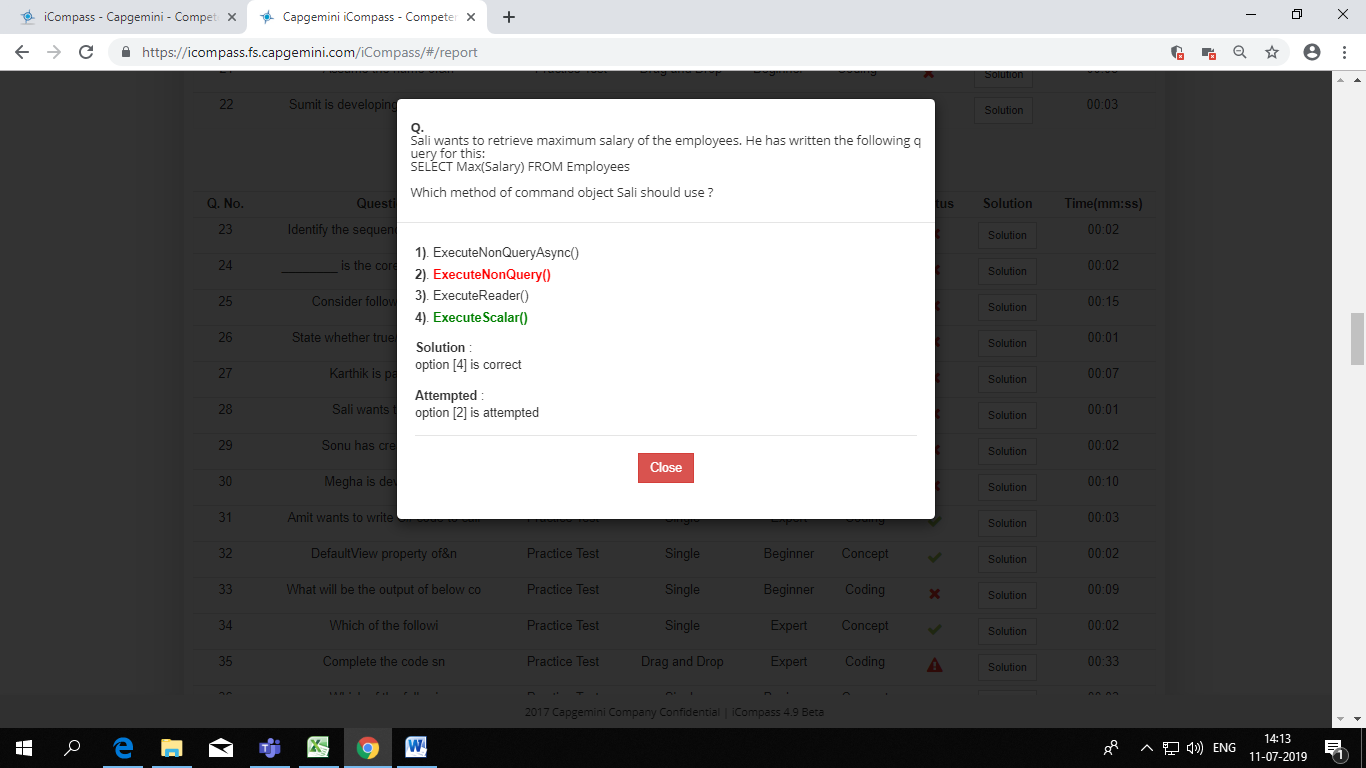 iCompass - Capgemini - Compet
Capgemini iCompass - Competen
https://icompass.fs.capgemini.com/iCompass/#/report
Practice Test
Drag and Drop
Solution
22
Sumit is developing
Solution
00:03
Q.
Sali wants to retrieve maximum salary of the employees. He has written the following q
uery for this:
SELECT Max(Salary) FROM Employees
Which method of command object Sali should use ?
1). ExecuteNonQueryAsync()
2). ExecuteNonQuery()
3). ExecuteReader()
4). ExecuteScalar()
Solution :
option [4] is correct
Attempted :
option [2] is attempted
Close
Q. No. Questi tus Solution Time(mm:ss)
23 Identify the sequen Solution 00:02
24 ________ is the core Solution 00:02
25 Consider follow Solution 00:15
26 State whether true Solution 00:01
27 Karthik is pa Solution 00:07
28 Sali wants t Solution 00:01
29 Sonu has cre Solution 00:02
30 Megha is dev Solution 00:10
31 Amit wants to write Solution 00:03
32 DefaultView property of&n Practice Test Single Beginner Concept Solution 00:02
33 What will be the output of below co Practice Test Single Beginner Coding Solution 00:09
34 Which of the followi Practice Test Single Expert Concept Solution 00:02
35 Complete the code sn Practice Test Drag and Drop Expert Coding Solution 00:33
2017 Capgemini Company Confidential | iCompass 4.9 Beta
ENG
14:13
11-07-2019
1